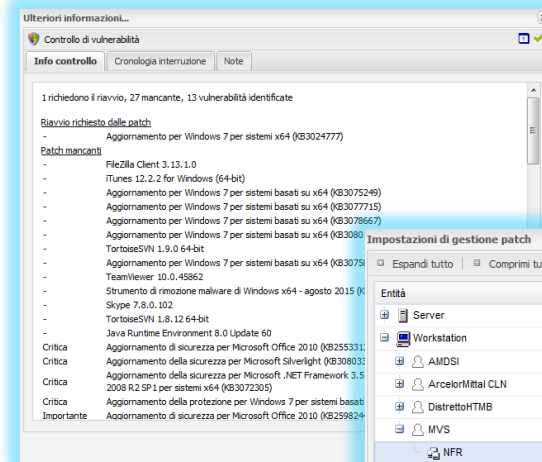 Ulteriori informazioni...
Controllo di vulnerabilità
Info controllo Cronologia interruzione Note
1 richiedono il riavvio, 27 mancante, 13 vulnerabilità identificate
Riavvio richiesto dalle patch
- Aggiornamento per Windows 7 per sistemi x64 (KB3024777)
Patch mancanti
- FileZilla Client 3.13.1.0
- iTunes 12.2.2 for Windows (64-bit)
- Aggiornamento per Windows 7 per sistemi basati su x64 (KB3075249)
- Aggiornamento per Windows 7 per sistemi basati su x64 (KB3077715)
- Aggiornamento per Windows 7 per sistemi basati su x64 (KB3078667)
- Aggiornamento per Windows 7 per sistemi basati su x64 (KB3080
- TortoiseSVN 1.9.0 64-bit
- Aggiornamento per Windows 7 per sistemi basati su x64 (KB3075
- TeamViewer 10.0.45862
- Strumento di rimozione malware di Windows x64 - agosto 2015
- Skype 7.8.0.102
- TortoiseSVN 1.8.12 64-bit
- Java Runtime Environment 8.0 Update 60
Critica Aggiornamento di sicurezza per Microsoft Office 2010 (KB255331
Critica Aggiornamento della sicurezza per Microsoft Silverlight (KB308033
Critica Aggiornamento della sicurezza per Microsoft .NET Framework 3.5
2008 R2 SP1 per sistemi x64 (KB3072305)
Critica Aggiornamento della protezione per Windows 7 per sistemi basati
Importante Aggiornamento di sicurezza per Microsoft Office 2010 (KB259824
Impostazioni di gestione patch
Espandi tutto Comprimi tu
Entità
Server
Workstation
AMDSI
ArcelorMittal CLN
DistrettoHTMB
MVS
NFR